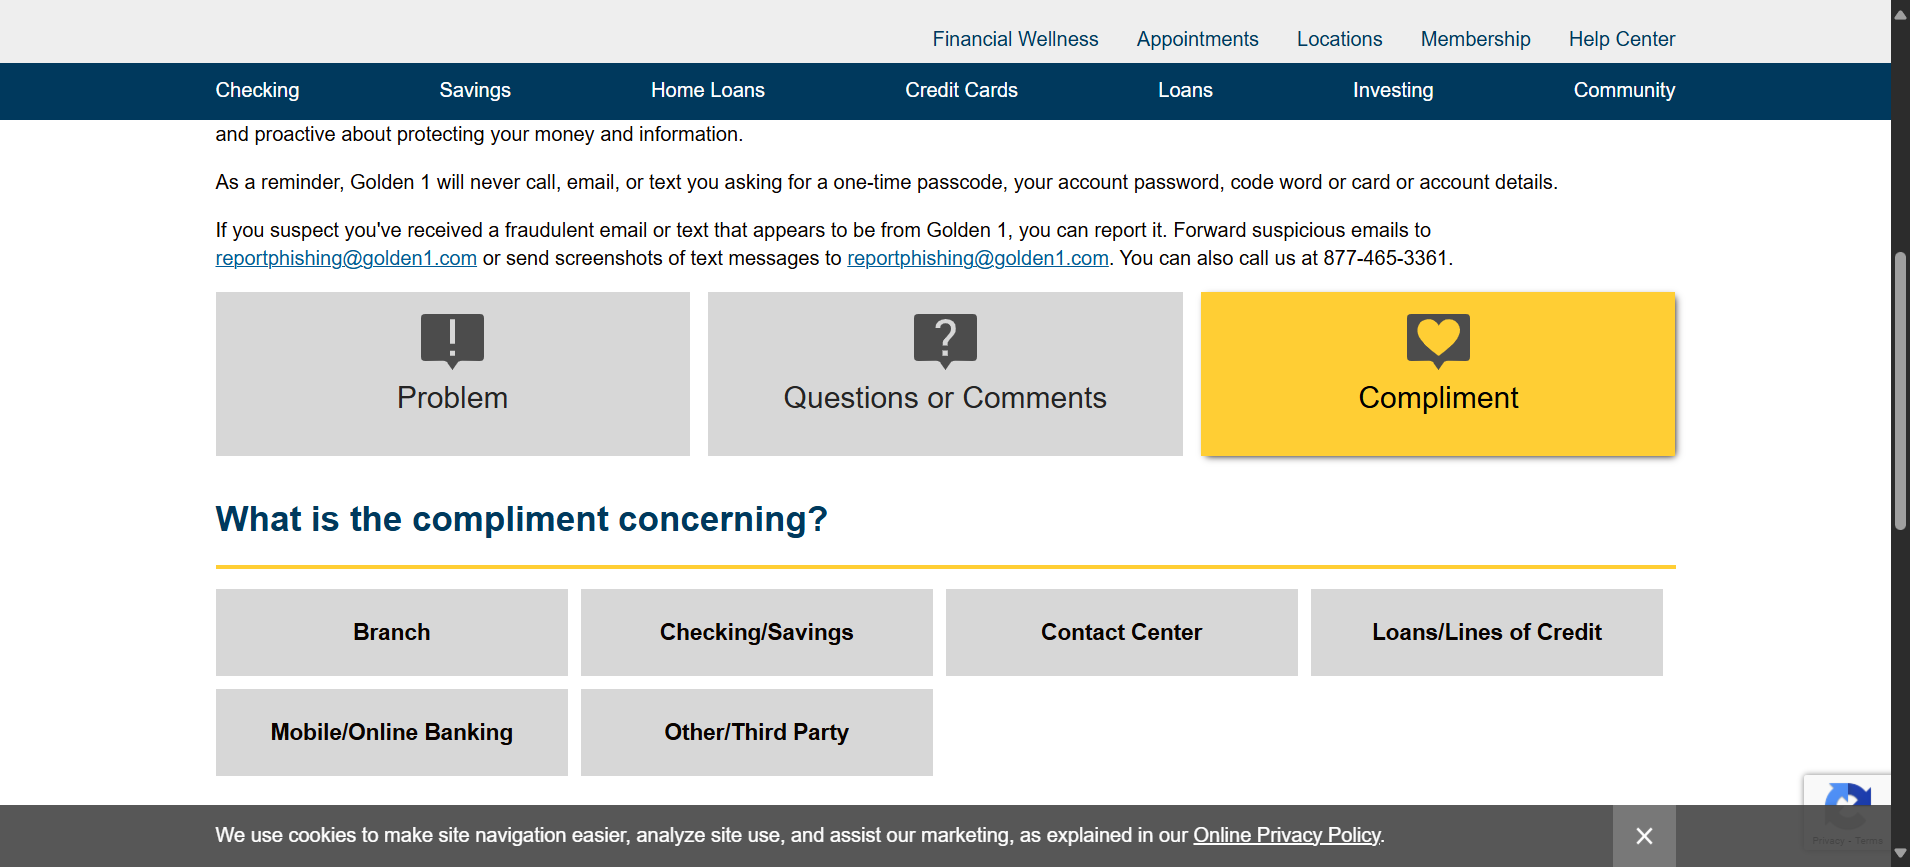 Financial Wellness Appointments Locations Membership Help Center
Checking Savings Home Loans Credit Cards Loans Investing Community
and proactive about protecting your money and information.
As a reminder, Golden 1 will never call, email, or text you asking for a one-time passcode, your account password, code word or card or account details.
If you suspect you've received a fraudulent email or text that appears to be from Golden 1, you can report it. Forward suspicious emails to
reportphishing@golden1.com or send screenshots of text messages to reportphishing@golden1.com. You can also call us at 877-465-3361.
Problem Questions or Comments Compliment
What is the compliment concerning?
Branch Checking/Savings Contact Center Loans/Lines of Credit
Mobile/Online Banking Other/Third Party
We use cookies to make site navigation easier, analyze site use, and assist our marketing, as explained in our Online Privacy Policy.
Privacy - Terms